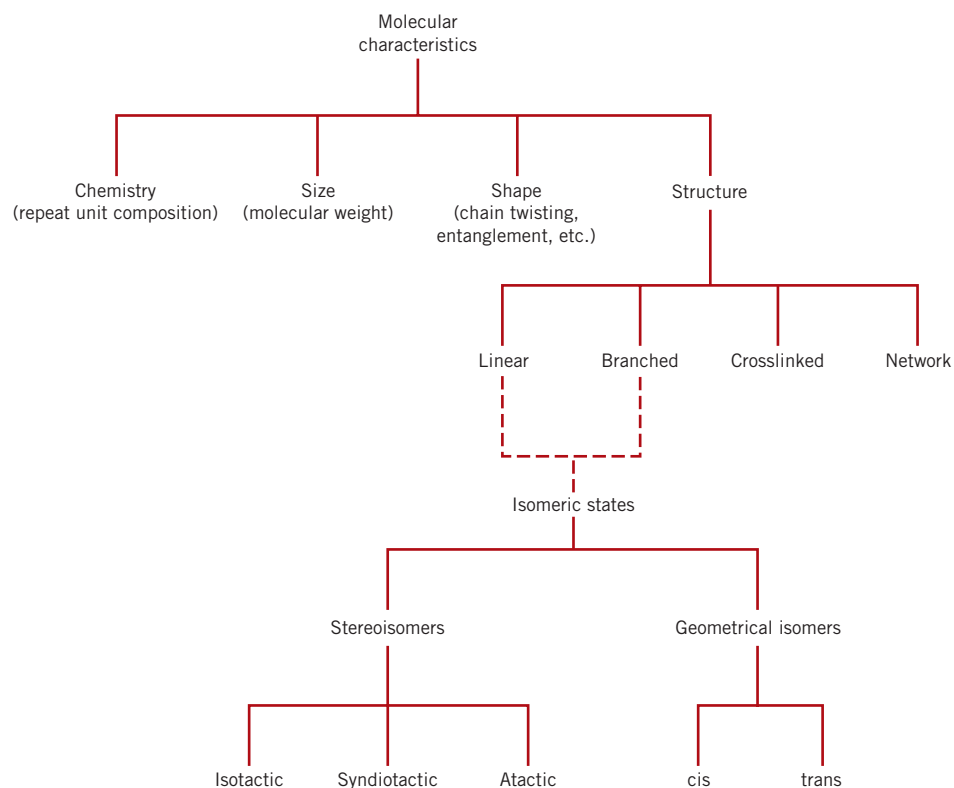 Molecular
characteristics
Chemistry
(repeat unit composition)
Size
(molecular weight)
Shape
(chain twisting,
entanglement, etc.)
Structure
Linear
Branched
Crosslinked
Network
Isomeric states
Stereoisomers
Geometrical isomers
Isotactic
Syndiotactic
Atactic
cis
trans